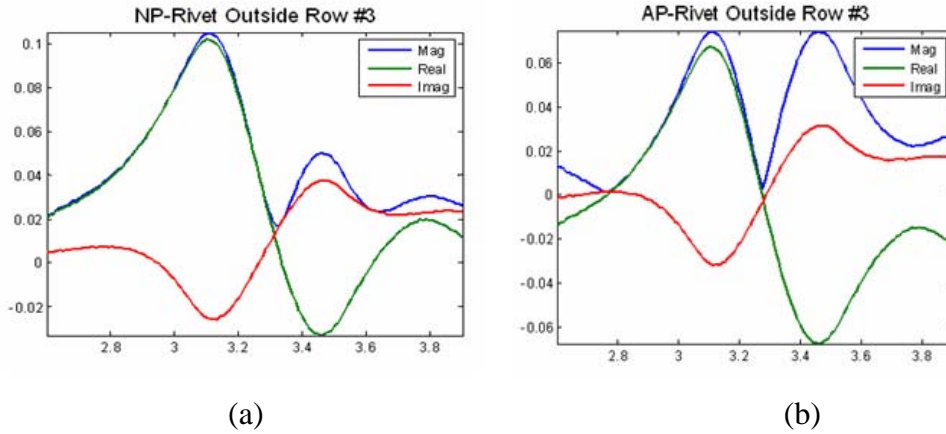 NP-Rivet Outside Row #3
0.1
0.08
0.06
0.04
0.02
0
-0.02
Mag
Real
Imag
2.8 3 3.2 3.4 3.6 3.8
(a)
AP-Rivet Outside Row #3
0.06
0.04
0.02
0
-0.02
-0.04
-0.06
Mag
Real
Imag
2.8 3 3.2 3.4 3.6 3.8
(b)